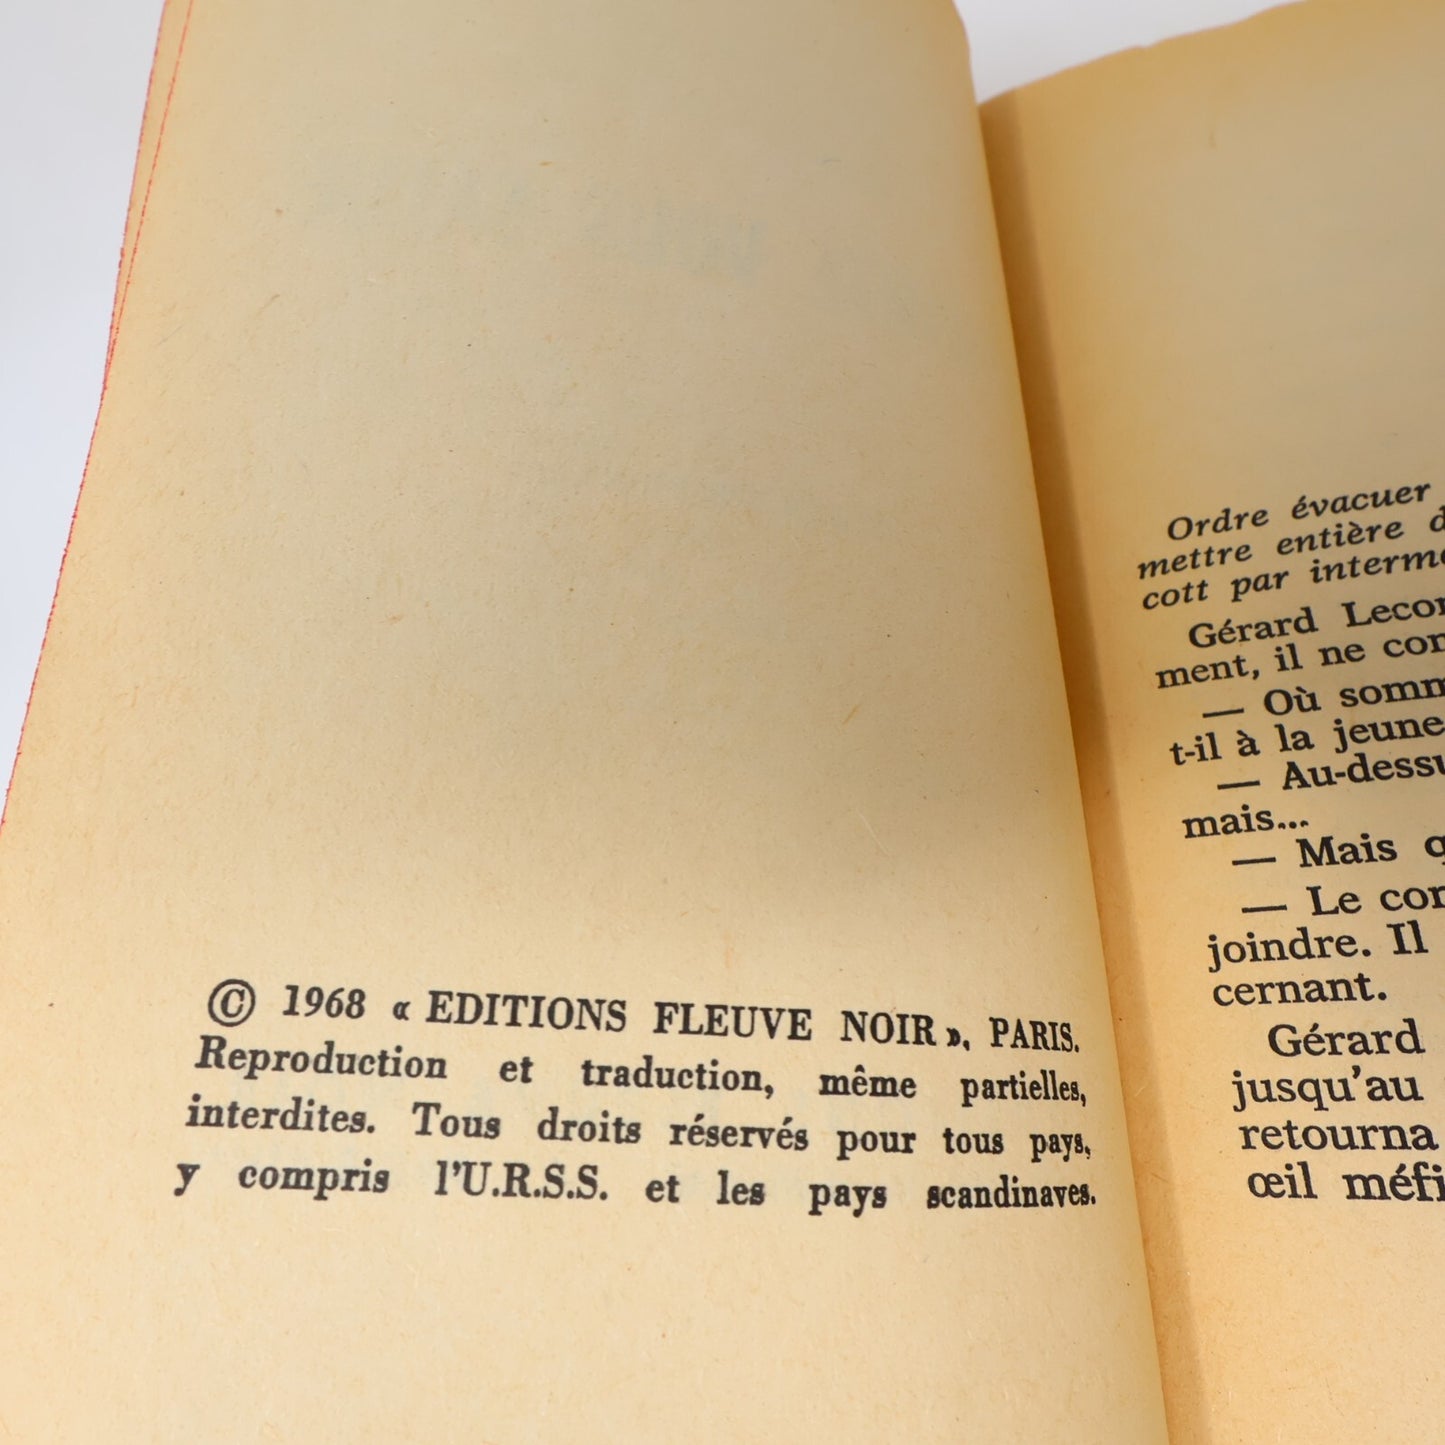 © 1968 « EDITIONS FLEUVE NOIR », PARIS.
Reproduction et traduction, même partielles,
interdites. Tous droits réservés pour tous pays,
y compris l'U.R.S.S. et les pays scandinaves.
Ordre évacuer
mettre entière
cott par
Gérard
ment, il ne
— Où
t-il à la jeune
—
mais...
— Mais
— Le
joindre. Il
cernant.
Gérard
jusqu'au
retourna
œil